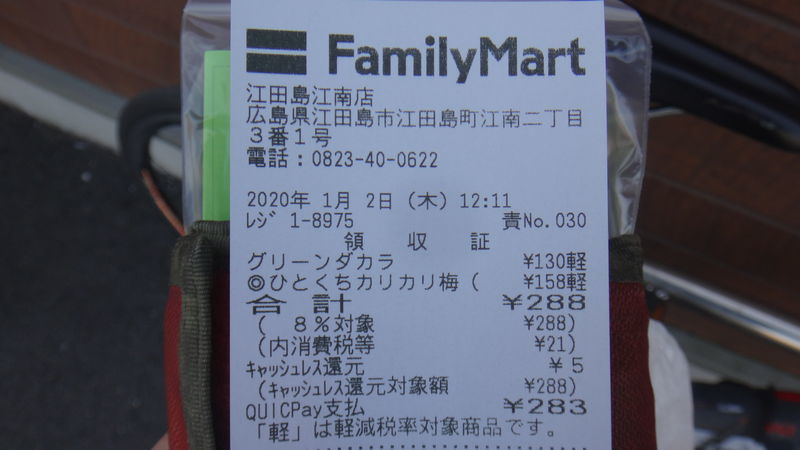 FamilyMart
江田島江南店
広島県江田島市江田島町江南二丁目
３番１号
電話：0823-40-0622
2020年 1月 2日（木）12:11
ﾚｼﾞ 1-8975 責No.030
領 収 証
グリーンダカラ ¥130軽
◎ひとくちカリカリ梅（ ¥158軽
合 計 ¥288
（ 8％対象 ¥288）
（内消費税等 ¥21）
ｷｬｯｼｭﾚｽ還元 ¥5
（ｷｬｯｼｭﾚｽ還元対象額 ¥288）
QUICPay支払 ¥283
「軽」は軽減税率対象商品です。